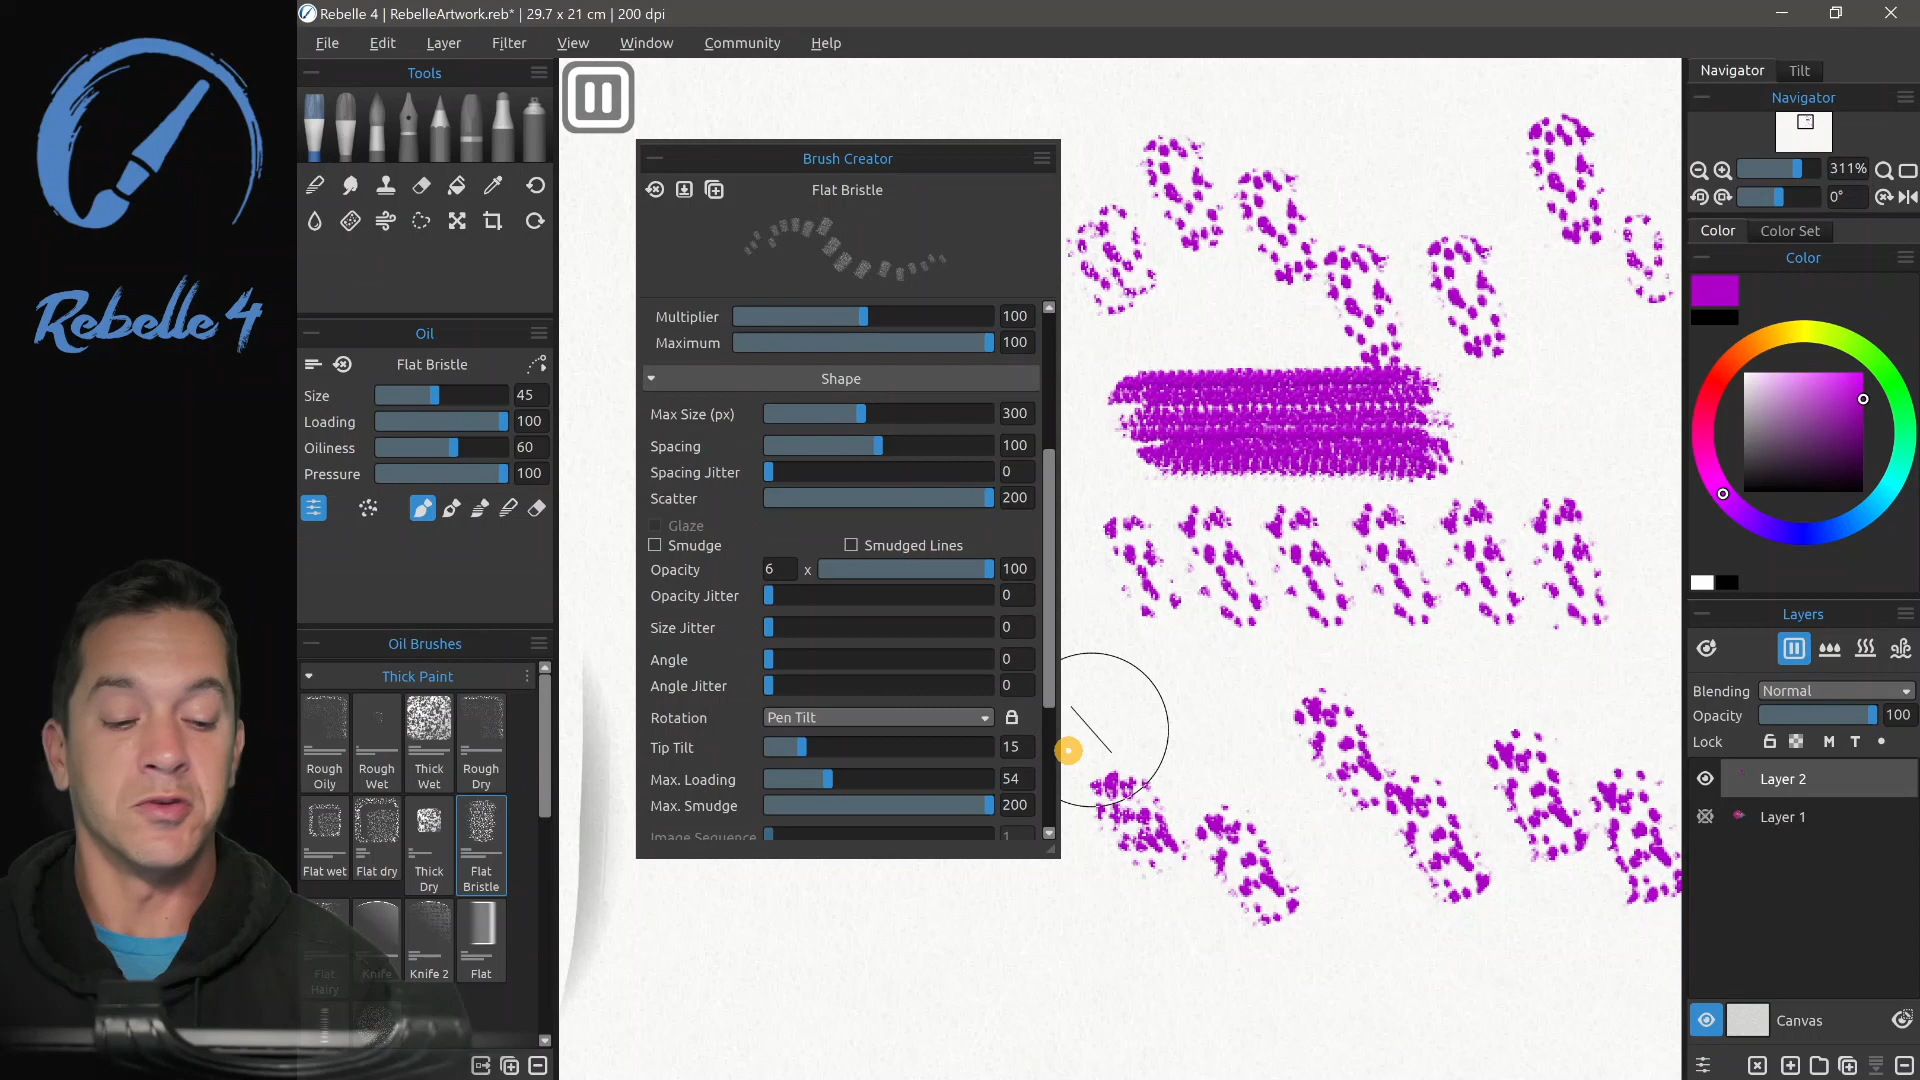 Rebelle 4
Rebelle 4 | RebelleArtwork.reb* | 29.7 x 21 cm | 200 dpi
File Edit Layer Filter View Window Community Help
Tools
Oil
Flat Bristle
Size 45
Loading 100
Oiliness 60
Pressure 100
Oil Brushes
Thick Paint
Rough Oily
Rough Wet
Thick Wet
Rough Dry
Flat wet
Flat dry
Thick Dry
Flat Bristle
Flat Hairy
Knife
Knife 2
Flat
Brush Creator
Flat Bristle
Multiplier 100
Maximum 100
Shape
Max Size (px) 300
Spacing 100
Spacing Jitter 0
Scatter 200
Glaze
Smudge Smudged Lines
Opacity 6 x 100
Opacity Jitter 0
Size Jitter 0
Angle 0
Angle Jitter 0
Rotation Pen Tilt
Tip Tilt 15
Max. Loading 54
Max. Smudge 200
Image Sequence 1
Navigator Tilt
Navigator
311%
0°
Color Color Set
Color
Layers
Blending Normal
Opacity 100
Lock M T
Layer 2
Layer 1
Canvas